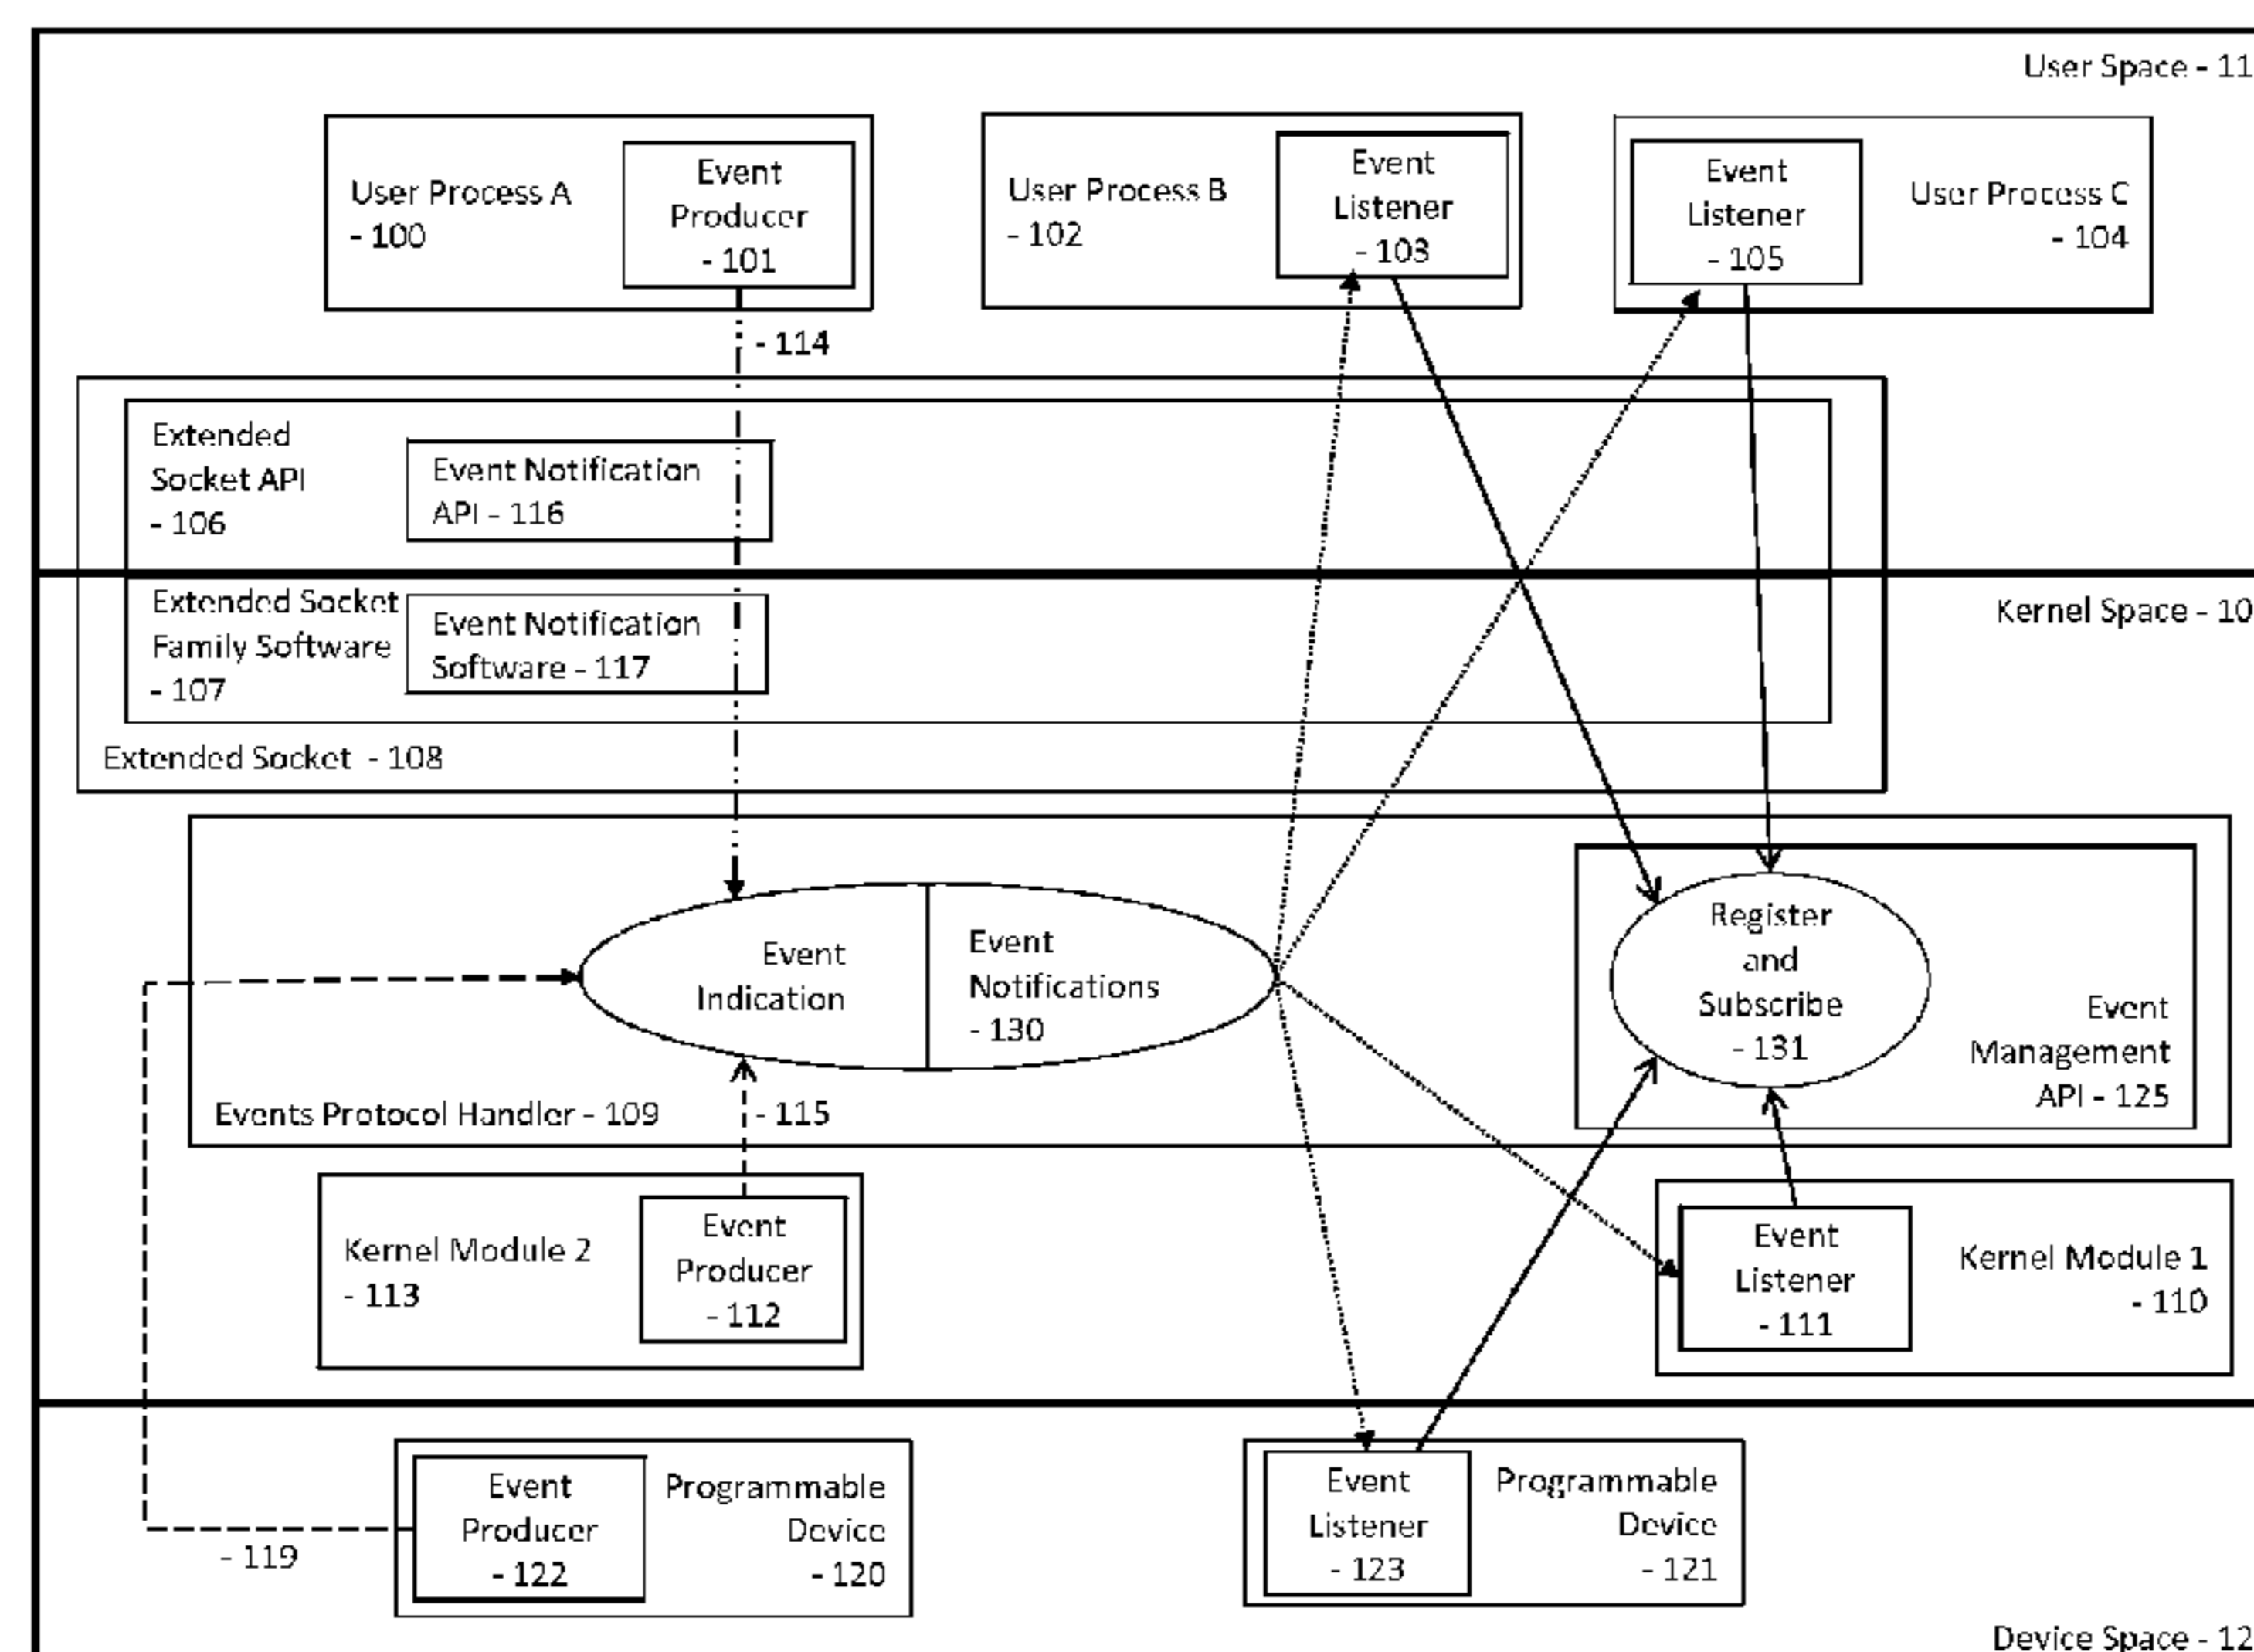 User Space - 11
User Process A
- 100
Event
Producer
- 101
User Process B
- 102
Event
Listener
- 103
Event
Listener
- 105
User Process C
- 104
- 114
Extended
Socket API
- 106
Event Notification
API - 116
Extended Socket
Family Software
- 107
Event Notification
Software - 117
Kernel Space - 10
Extended Socket - 108
Event
Indication
Event
Notifications
- 130
Register
and
Subscribe
- 131
Event
Management
API - 125
Events Protocol Handler - 109
- 115
Kernel Module 2
- 113
Event
Producer
- 112
Event
Listener
- 111
Kernel Module 1
- 110
- 119
Event
Producer
- 122
Programmable
Device
- 120
Event
Listener
- 123
Programmable
Device
- 121
Device Space - 12